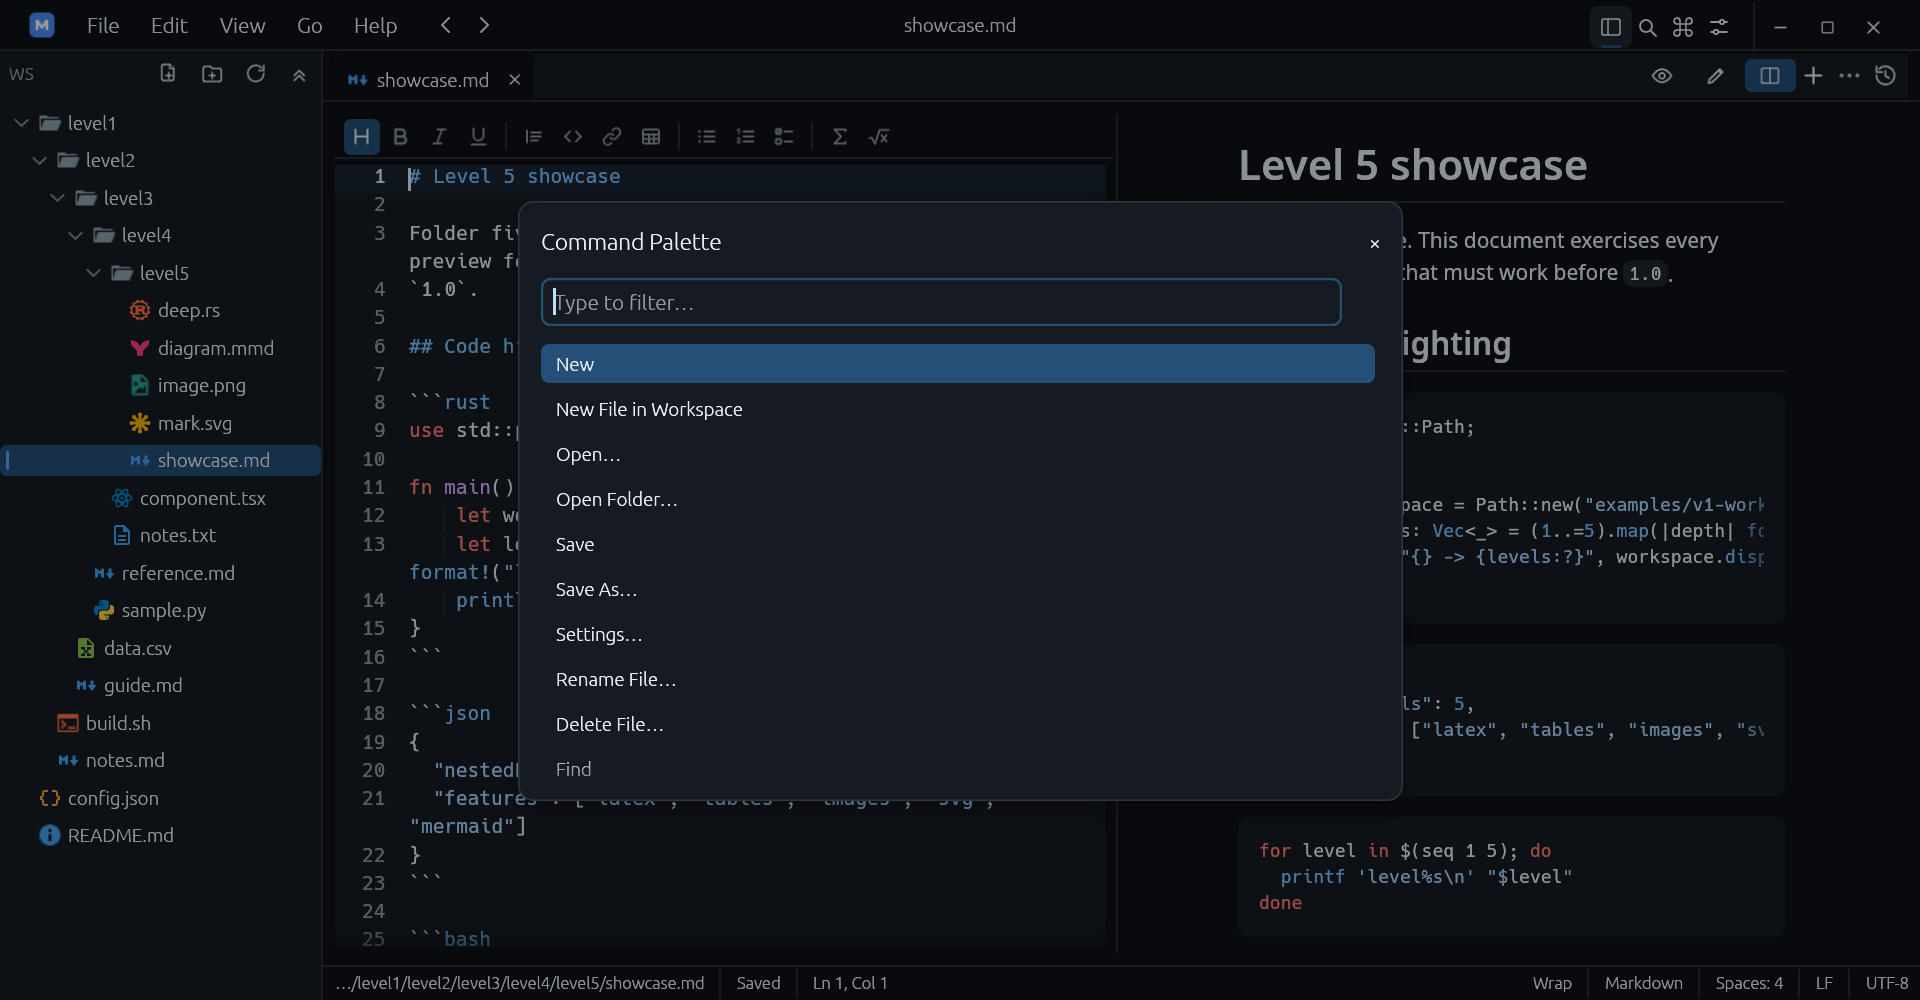 M File Edit View Go Help
showcase.md
WS
level1
level2
level3
level4
level5
deep.rs
diagram.mmd
image.png
mark.svg
showcase.md
component.tsx
notes.txt
reference.md
sample.py
data.csv
guide.md
build.sh
notes.md
config.json
README.md
showcase.md
H B I U
1 # Level 5 showcase
2
3 Folder fi
preview f
4 `1.0`.
5
6 ## Code h
7
8 ```rust
9 use std::
10
11 fn main()
12 let w
13 let l
format!("
14 print
15 }
16 ```
17
18 ```json
19 {
20 "nested
21 "features": ["latex", "tables", "images", "svg",
"mermaid"]
22 }
23 ```
24
25 ```bash
Command Palette
Type to filter...
New
New File in Workspace
Open...
Open Folder...
Save
Save As...
Settings...
Rename File...
Delete File...
Find
Level 5 showcase
e. This document exercises every
that must work before 1.0.
ighting
::Path;
pace = Path::new("examples/v1-work
s: Vec<_> = (1..=5).map(|depth| fo
"{} -> {levels:?}", workspace.disp
ls": 5,
["latex", "tables", "images", "sv
for level in $(seq 1 5); do
printf 'level%s\n' "$level"
done
.../level1/level2/level3/level4/level5/showcase.md Saved Ln 1, Col 1 Wrap Markdown Spaces: 4 LF UTF-8